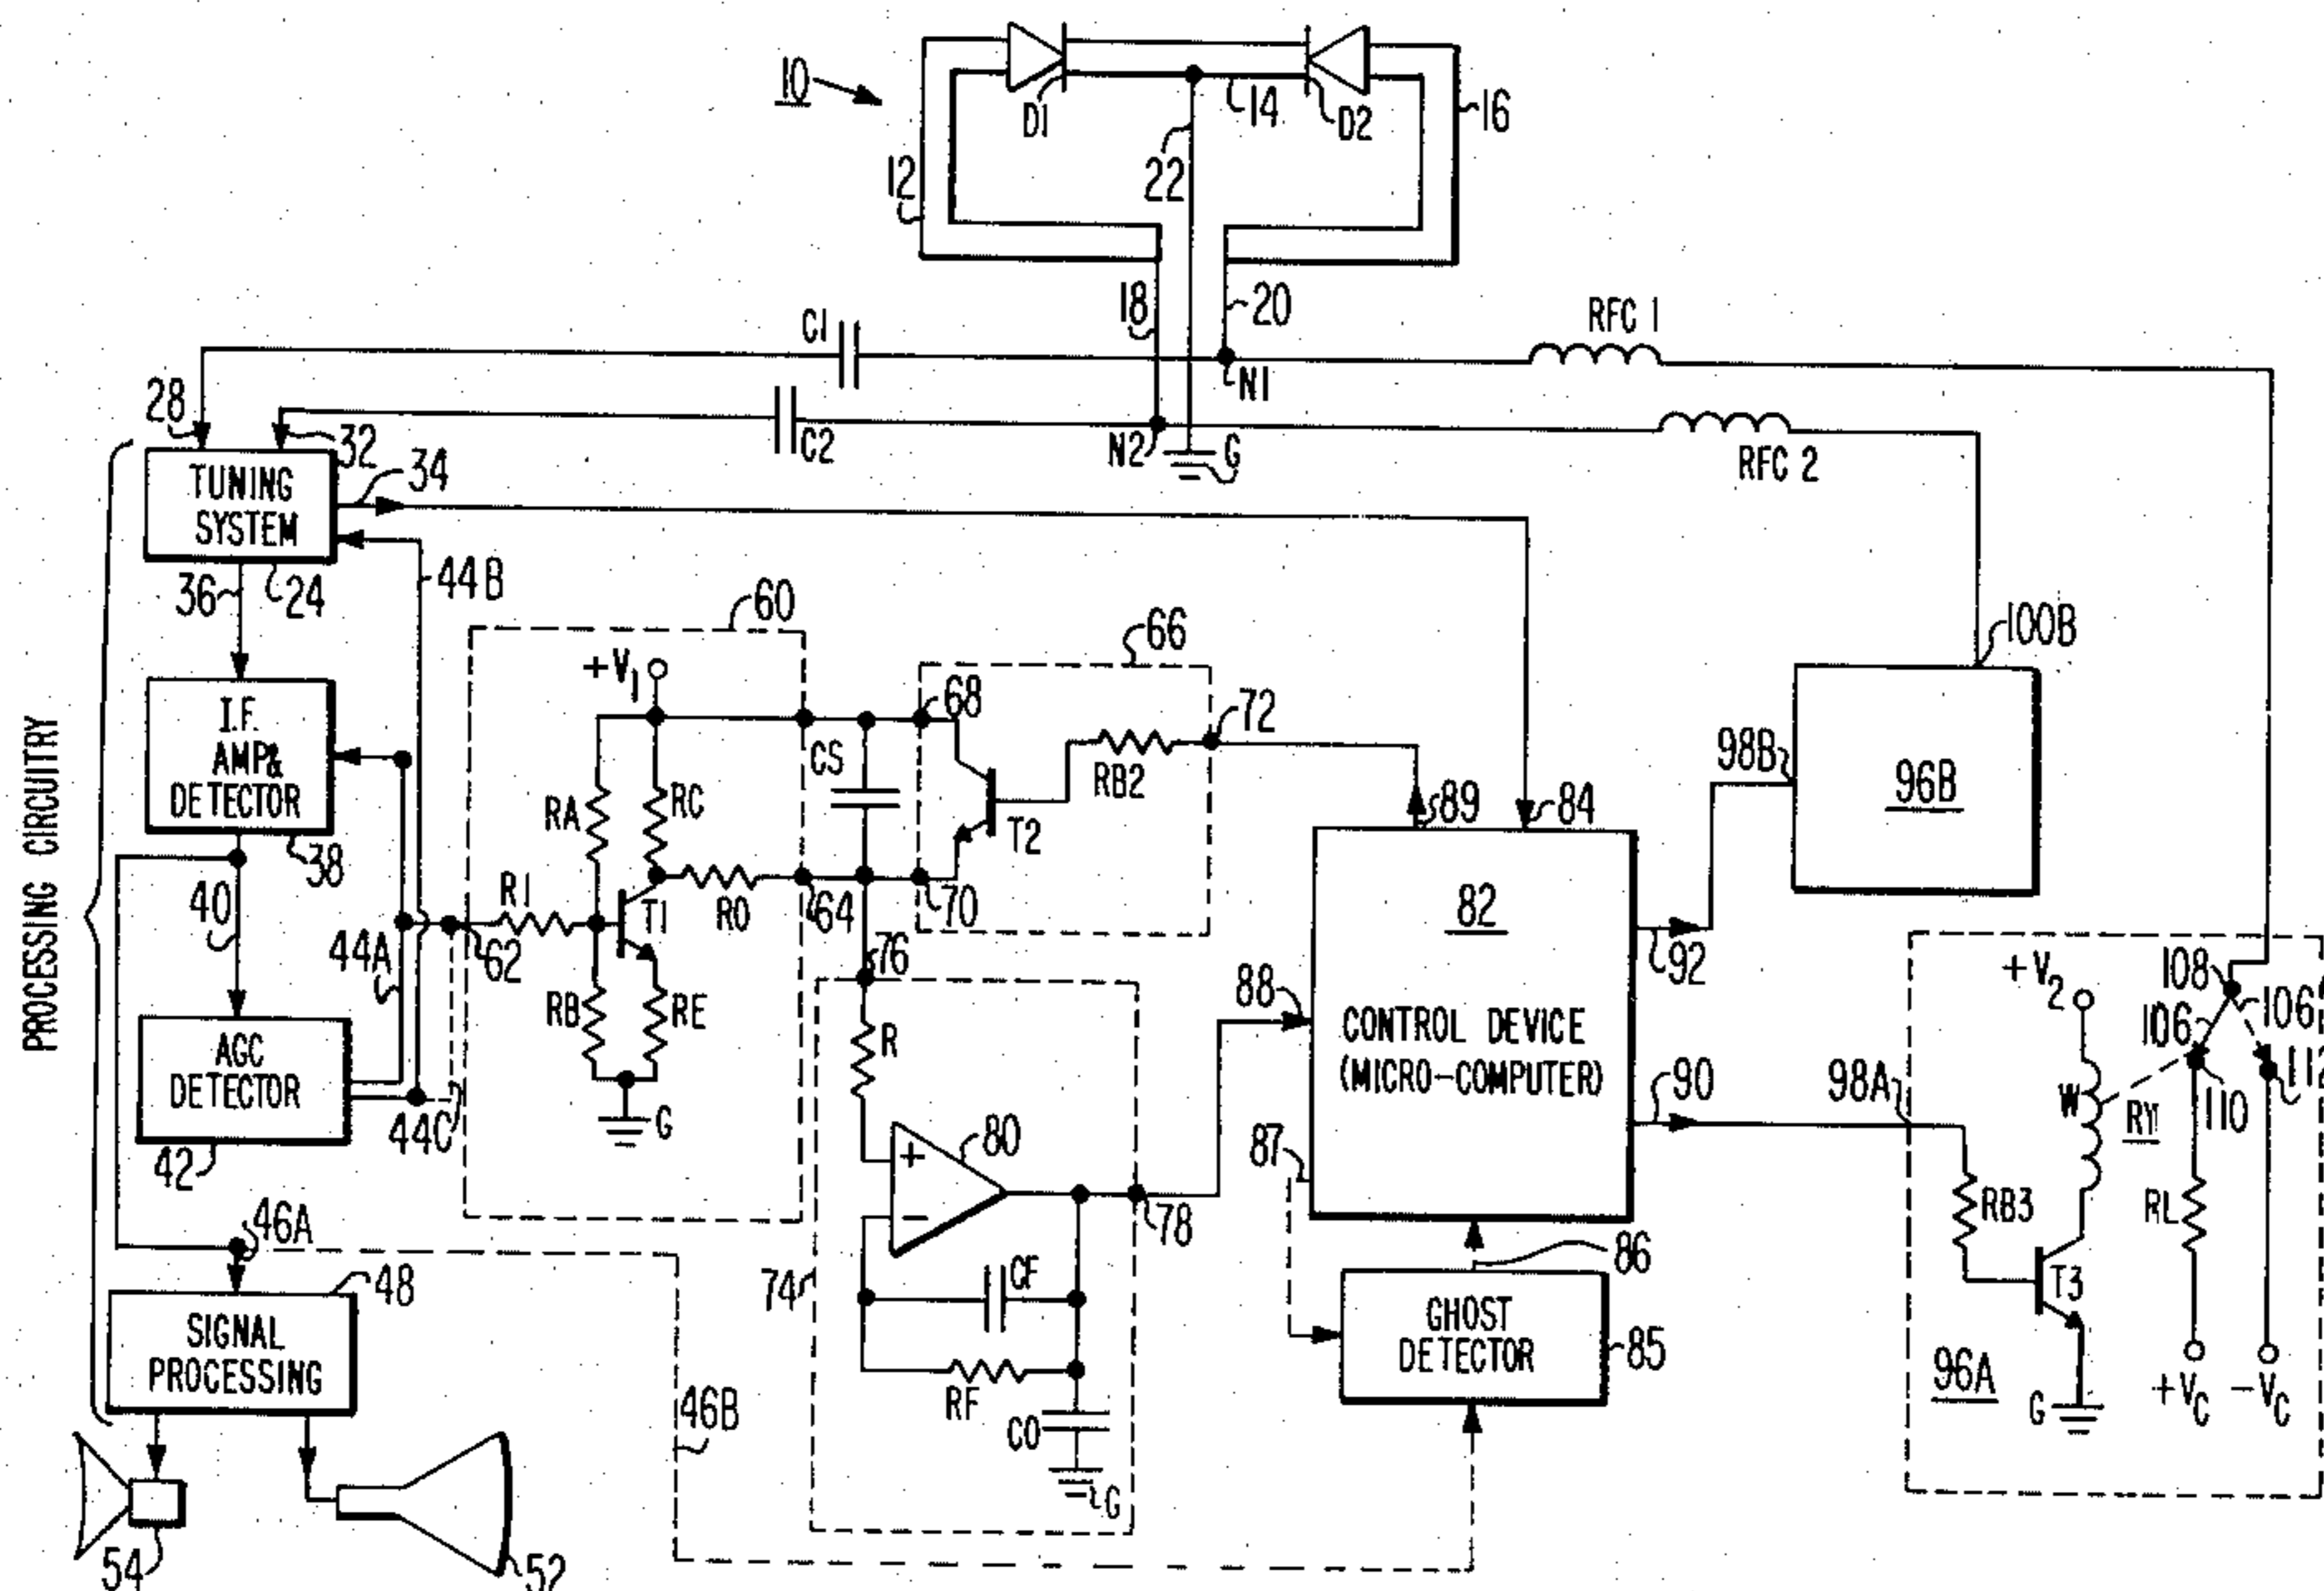 10
D1
14
D2
16
12
22
18
20
C1
RFC 1
28
N1
32
C2
N2
G
RFC 2
TUNING
SYSTEM
34
36
24
44B
60
66
100B
+V1
68
72
I.F.
AMP &
DETECTOR
38
CS
RB2
98B
96B
RA
RC
T2
89
84
PROCESSING CIRCUITRY
40
R1
T1
RO
64
70
82
92
44A
62
76
88
+V2
108
106
106'
RB
RE
R
CONTROL DEVICE
(MICRO-COMPUTER)
90
98A
W
RY
110
112
AGC
DETECTOR
42
44C
G
80
+
−
87
78
46A
74
CF
86
RB3
RL
T3
48
SIGNAL
PROCESSING
GHOST
DETECTOR
85
RF
96A
46B
CO
G
G
+VC
−VC
54
52